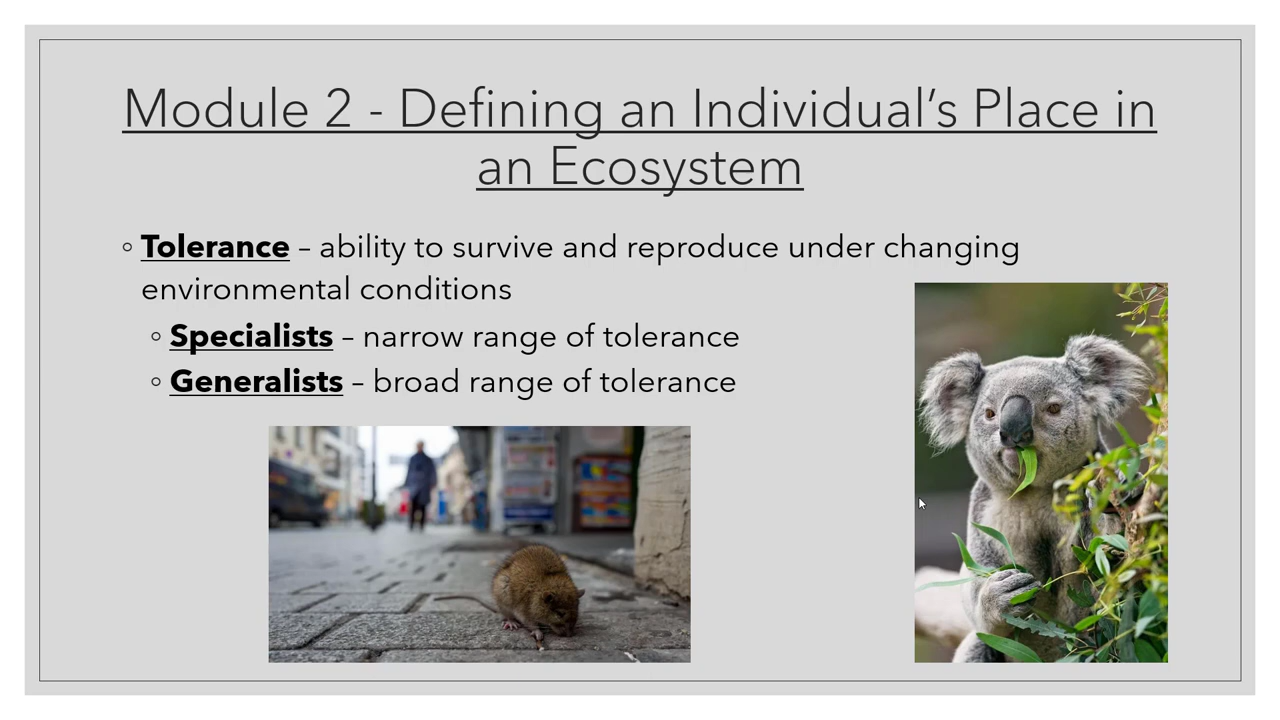 Module 2 - Defining an Individual’s Place in
an Ecosystem
◦ Tolerance – ability to survive and reproduce under changing
environmental conditions
◦ Specialists – narrow range of tolerance
◦ Generalists – broad range of tolerance